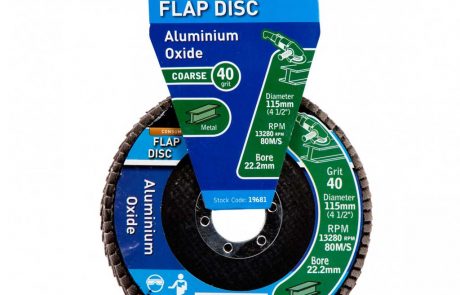 FLAP DISC
Aluminium
Oxide
COARSE 40
grit
Metal
Diameter
115mm
(4 1/2")
RPM
13280 RPM
80M/S
Bore
22.2mm
Stock Code: 19681
CONSUM
FLAP
DISC
Aluminium
Oxide
Grit
40
Diameter
115mm
(4 1/2")
RPM
13280 RPM
80M/S
Bore
22.2mm